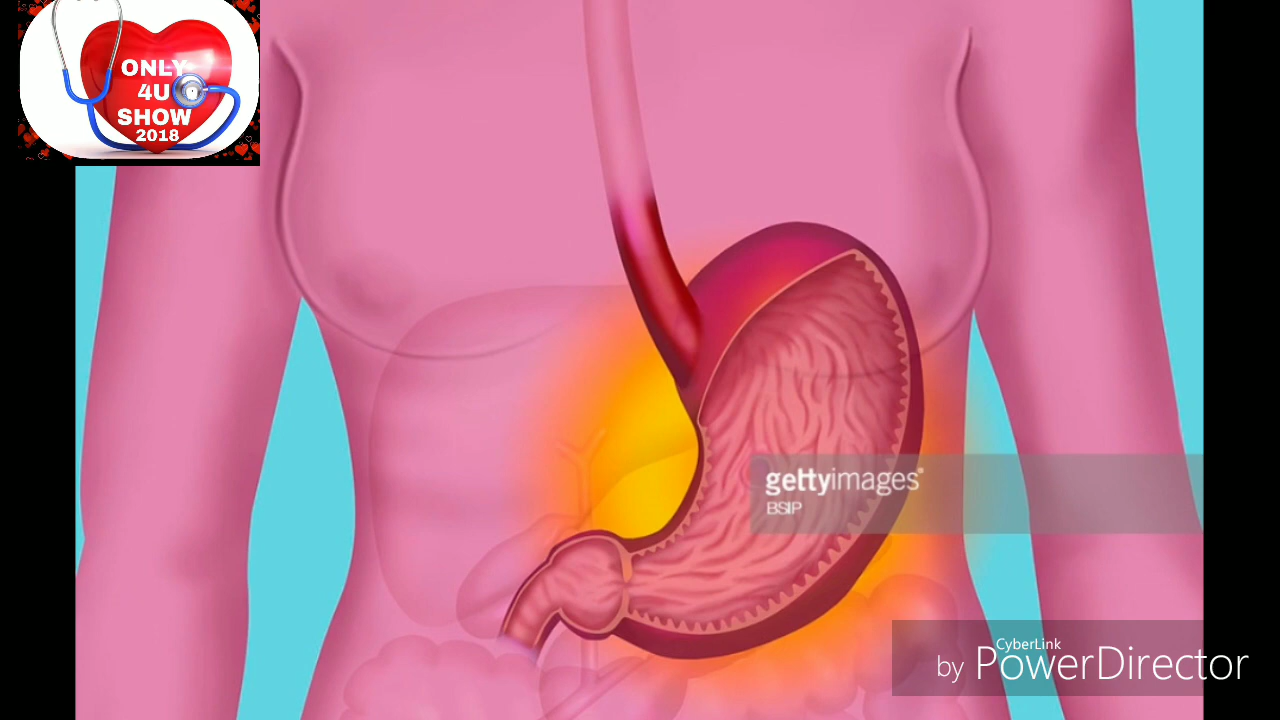 ONLY
4U
SHOW
2018
gettyimages®
BSIP
CyberLink
by PowerDirector